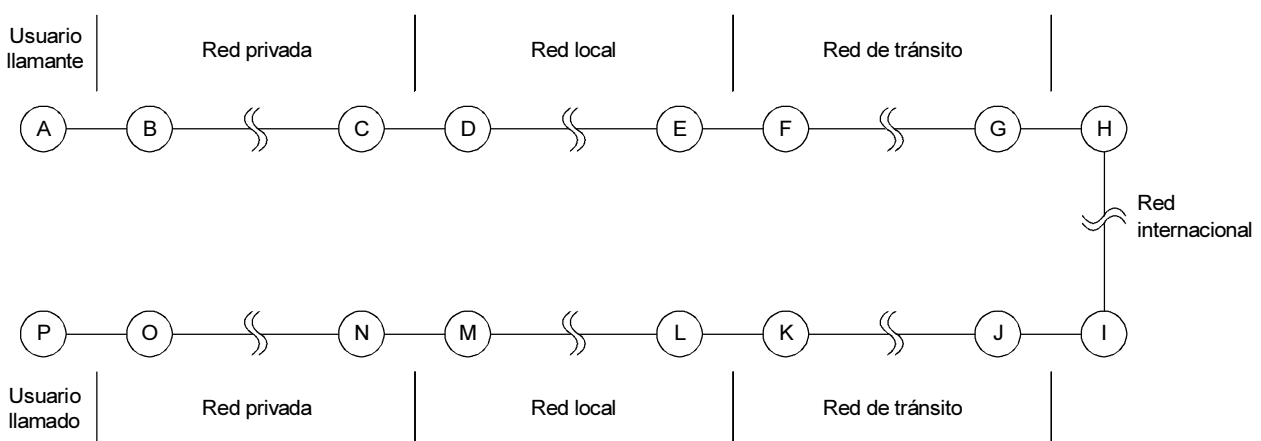 Usuario
llamante
Red privada
Red local
Red de tránsito
A B C D E F G H
Red
internacional
P O N M L K J I
Usuario
llamado
Red privada
Red local
Red de tránsito